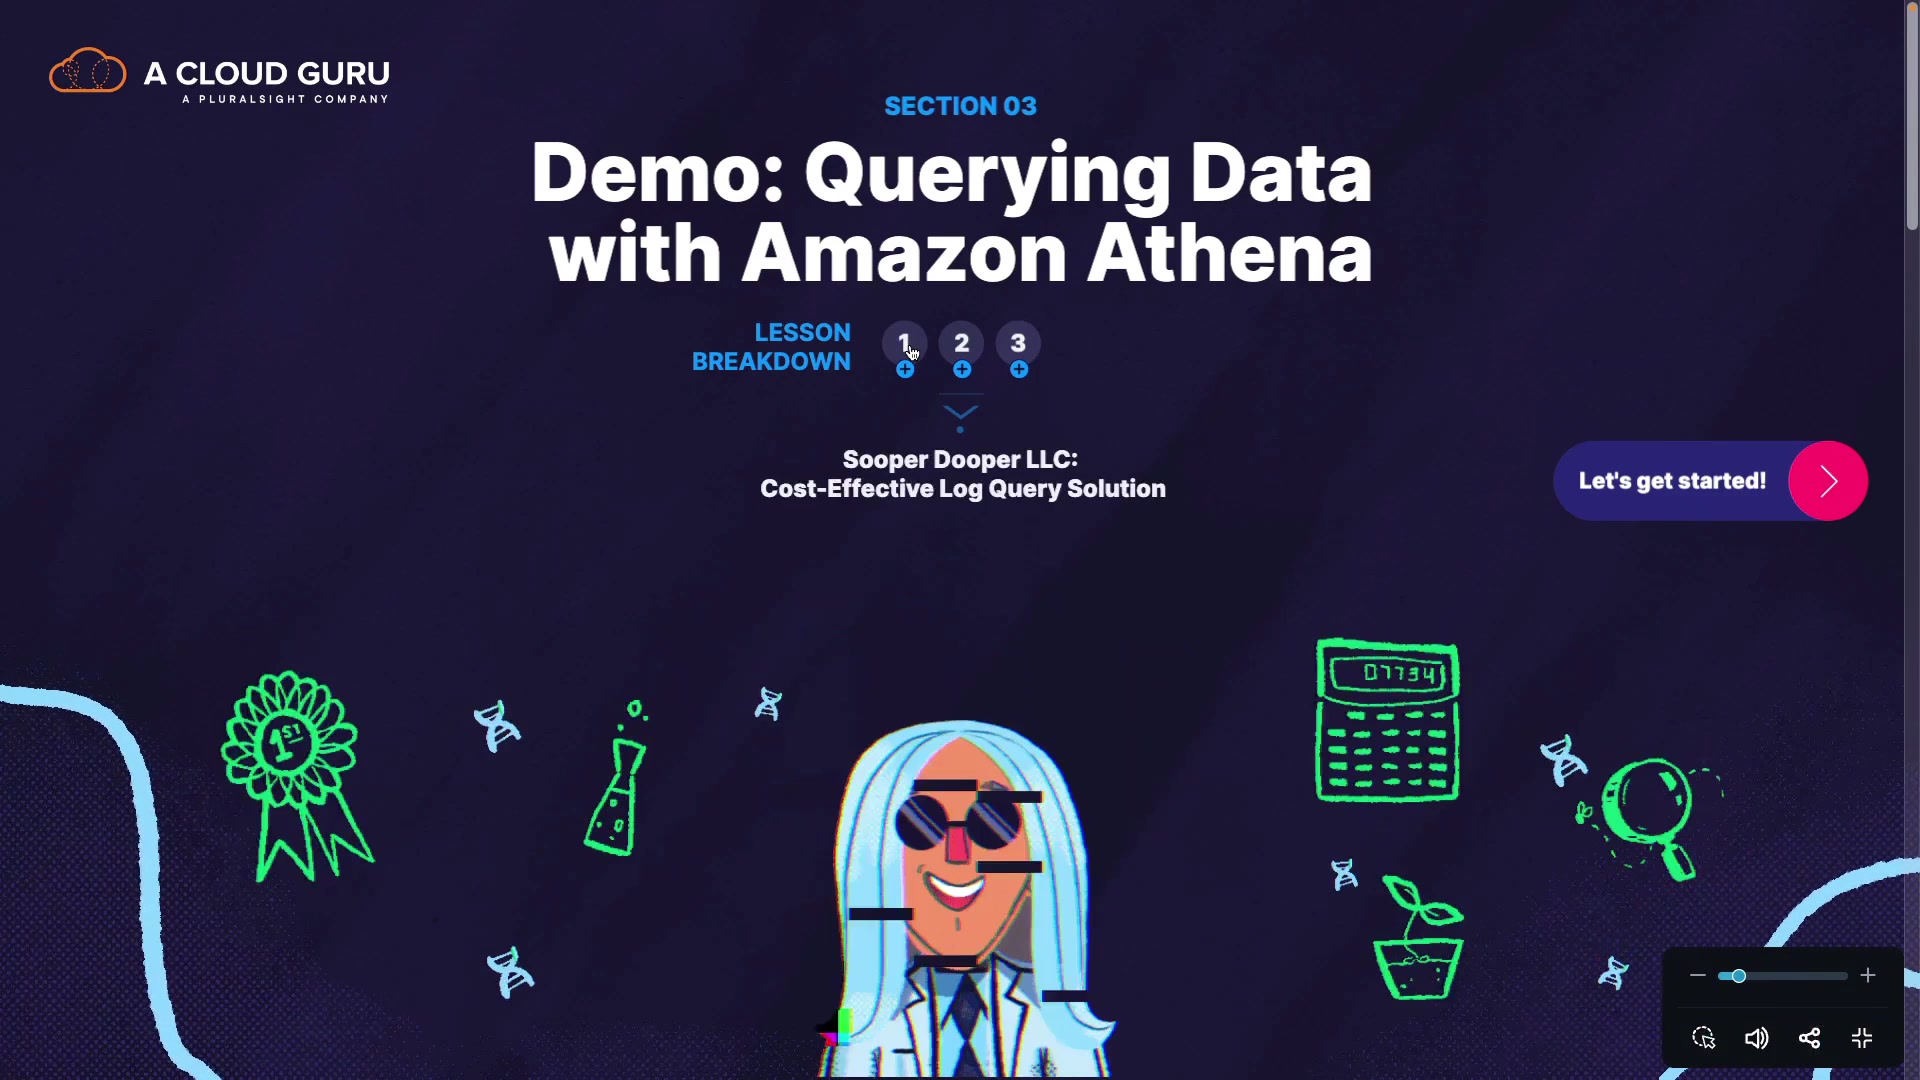 A CLOUD GURU
A PLURALSIGHT COMPANY
SECTION 03
Demo: Querying Data
with Amazon Athena
LESSON
BREAKDOWN
1 2 3
Sooper Dooper LLC:
Cost-Effective Log Query Solution
Let's get started!
07734
1ST